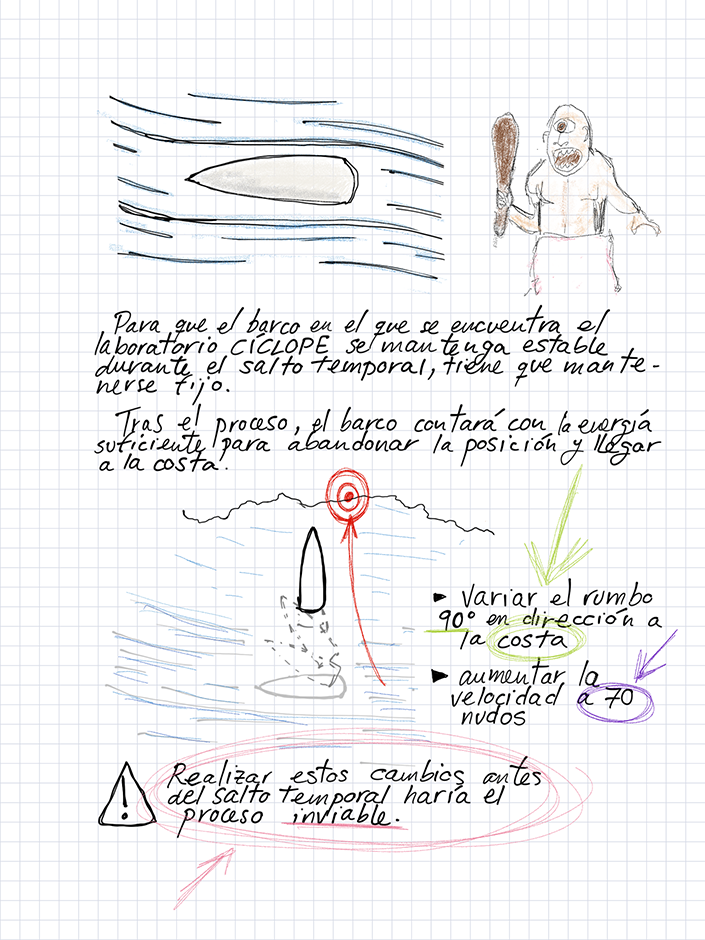 Para que el barco en el que se encuentra el
laboratorio CÍCLOPE se mantenga estable
durante el salto temporal, tiene que mante-
nerse fijo.
Tras el proceso, el barco contará con la energía
suficiente para abandonar la posición y llegar
a la costa.
► Variar el rumbo
90º en dirección a
la costa
► aumentar la
velocidad a 70
nudos
Realizar estos cambios antes
del salto temporal haría el
proceso inviable.